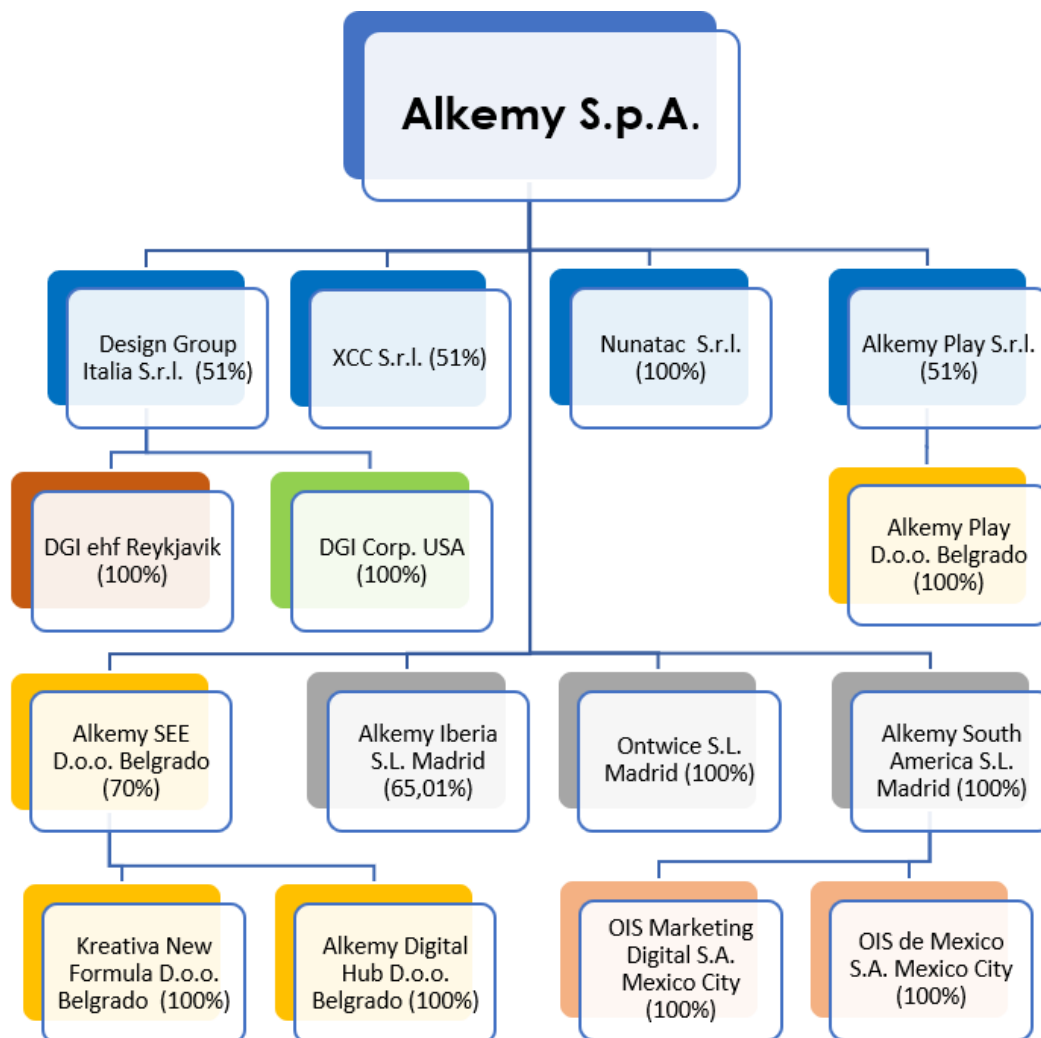 Alkemy S.p.A.
Design Group
Italia S.r.l. (51%)
XCC S.r.l. (51%)
Nunatac S.r.l.
(100%)
Alkemy Play S.r.l.
(51%)
DGI ehf Reykjavik
(100%)
DGI Corp. USA
(100%)
Alkemy Play
D.o.o. Belgrado
(100%)
Alkemy SEE
D.o.o. Belgrado
(70%)
Alkemy Iberia
S.L. Madrid
(65,01%)
Ontwice S.L.
Madrid (100%)
Alkemy South
America S.L.
Madrid (100%)
Kreativa New
Formula D.o.o.
Belgrado (100%)
Alkemy Digital
Hub D.o.o.
Belgrado (100%)
OIS Marketing
Digital S.A.
Mexico City
(100%)
OIS de Mexico
S.A. Mexico City
(100%)